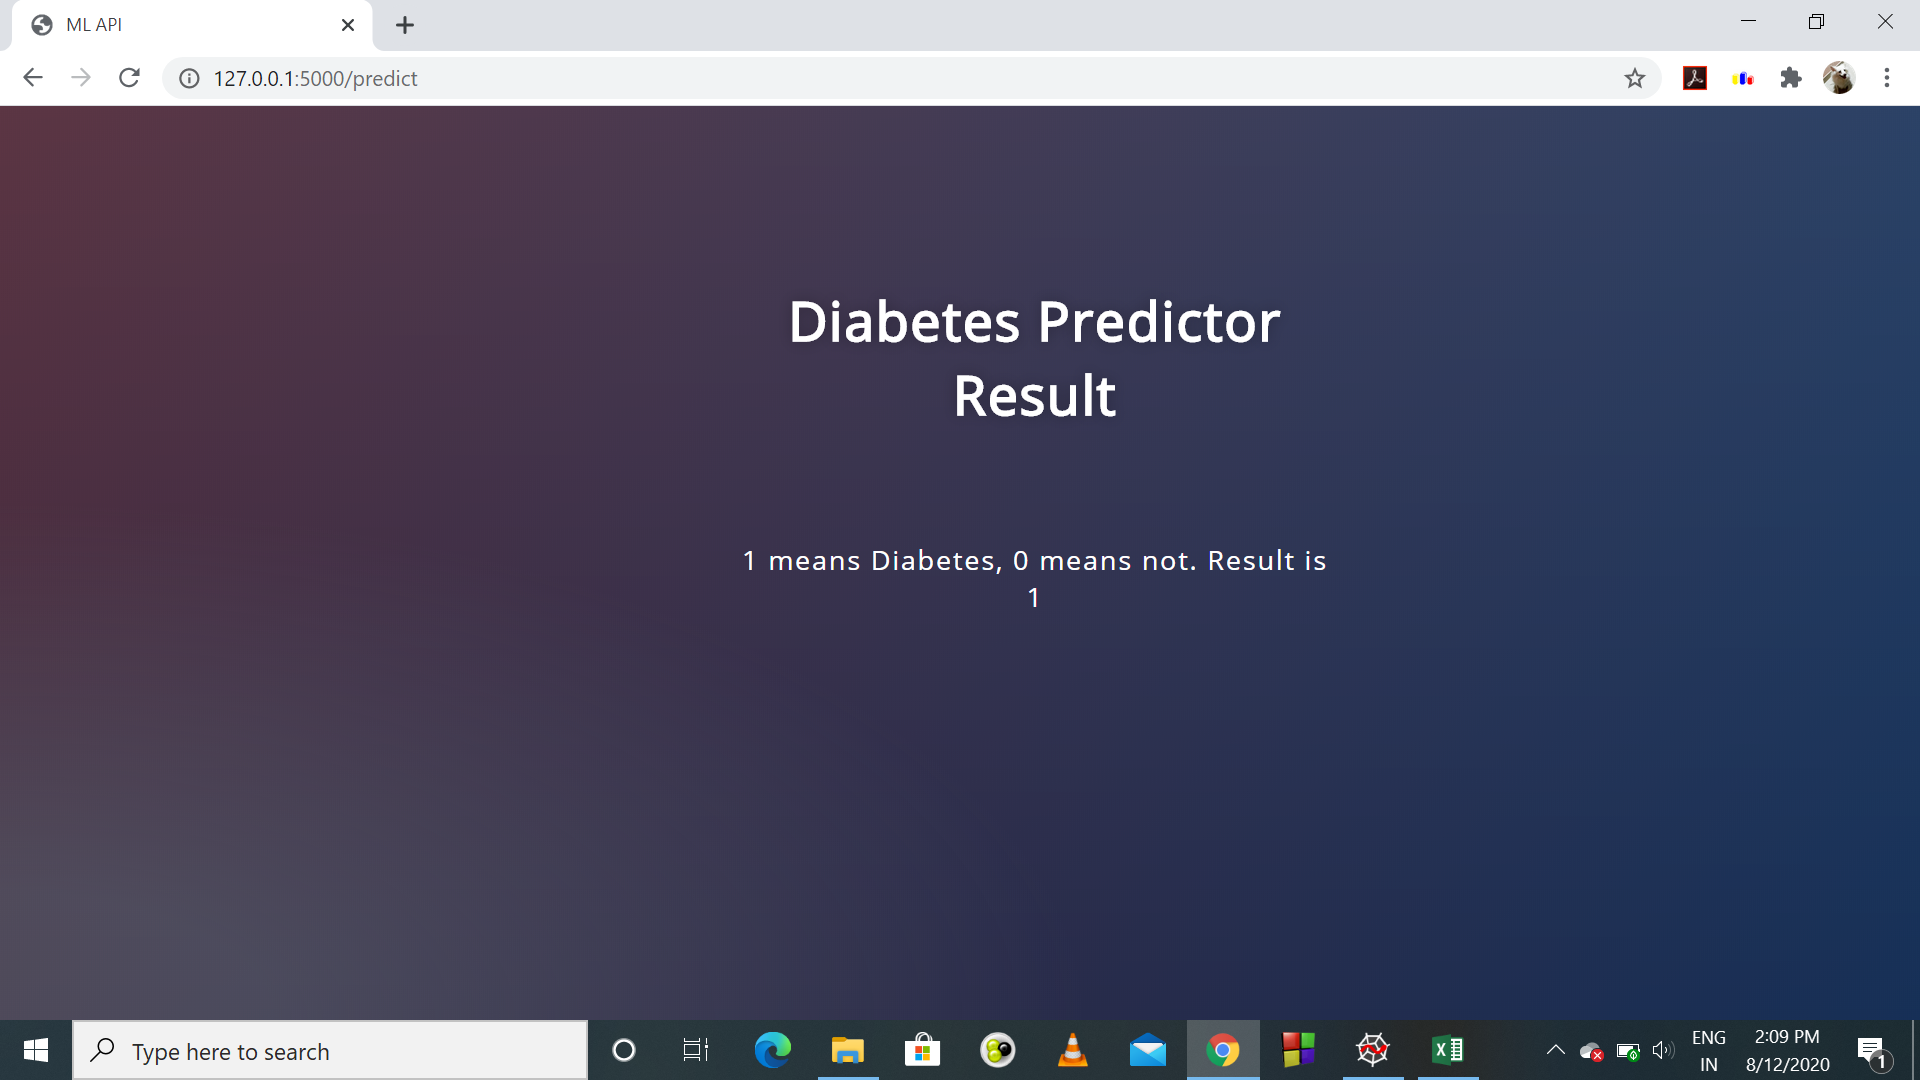 ML API
127.0.0.1:5000/predict
Diabetes Predictor
Result
1 means Diabetes, 0 means not. Result is
1
Type here to search
ENG
IN
2:09 PM
8/12/2020
1